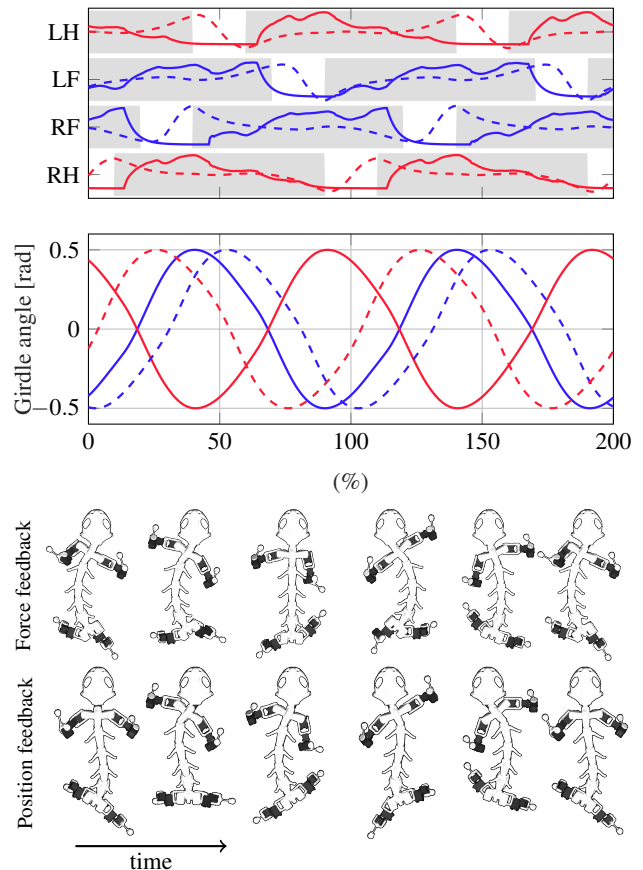 LH
LF
RF
RH
Girdle angle [rad]
0.5
0
−0.5
0 50 100 150 200
(%)
Force feedback
Position feedback
time